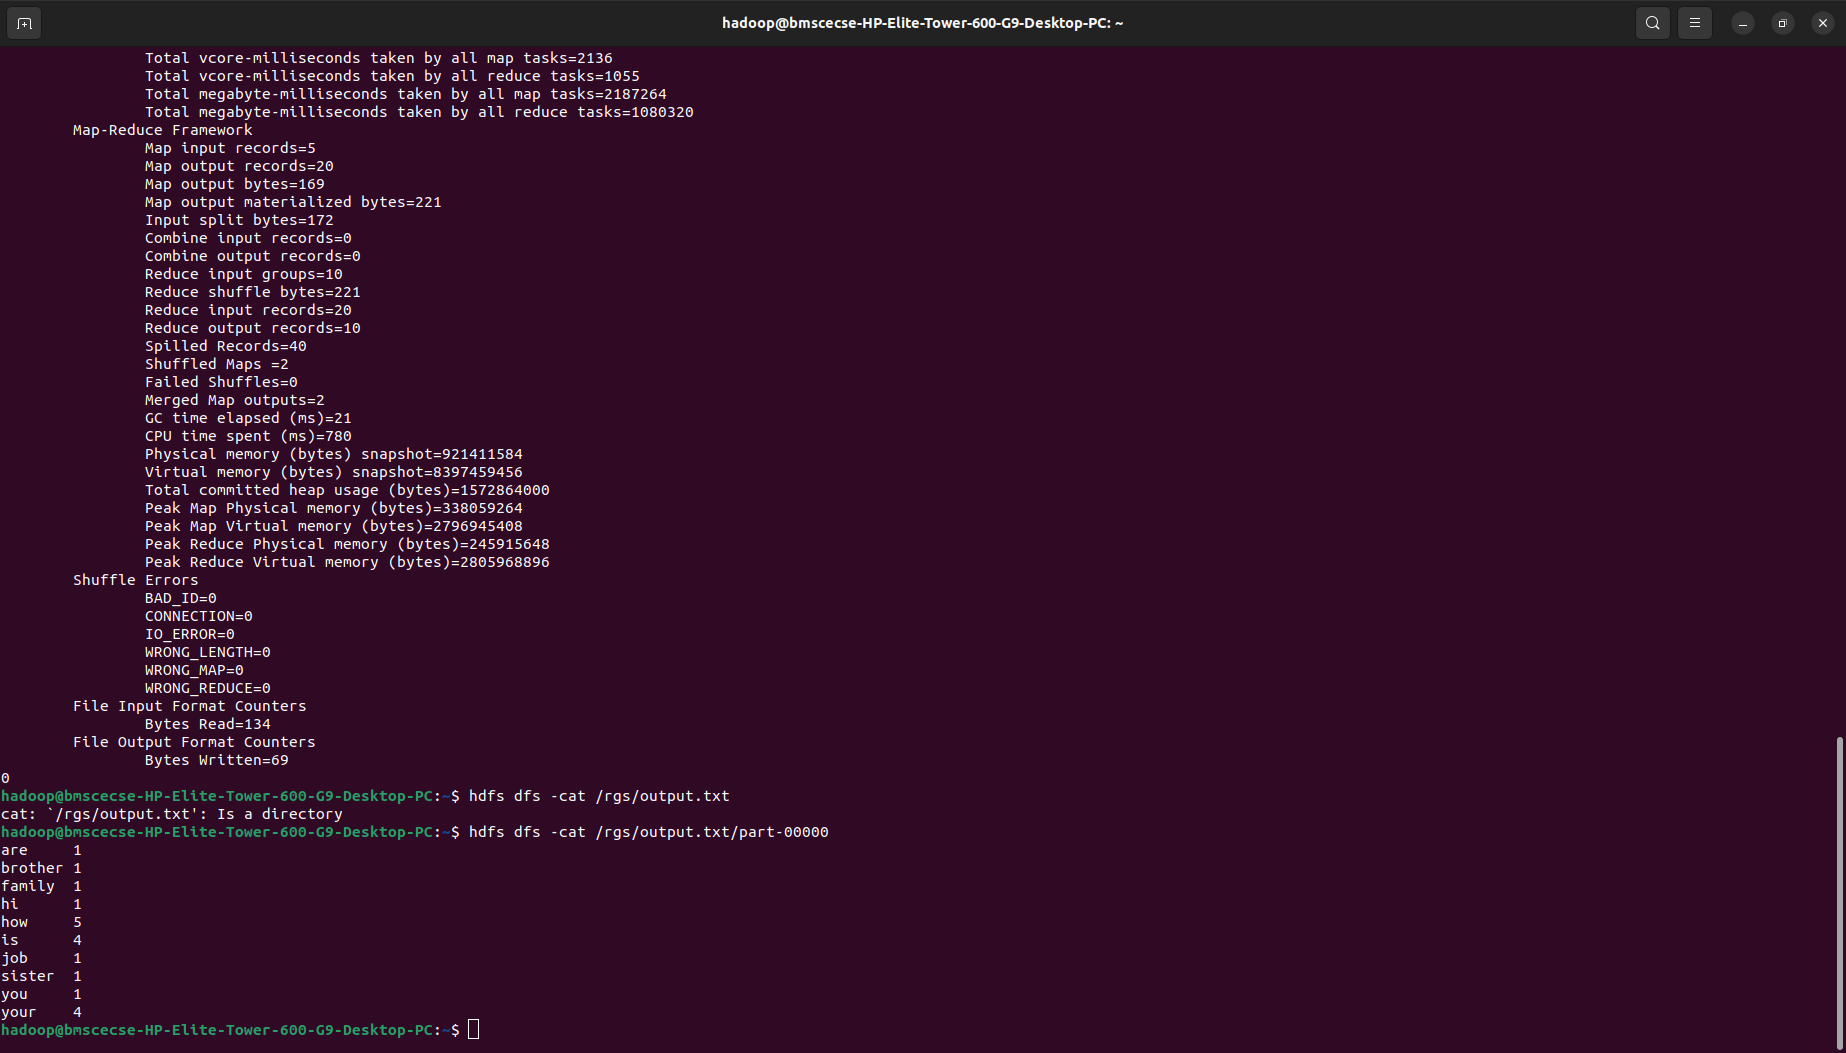 hadoop@bmscecse-HP-Elite-Tower-600-G9-Desktop-PC: ~
Total vcore-milliseconds taken by all map tasks=2136
Total vcore-milliseconds taken by all reduce tasks=1055
Total megabyte-milliseconds taken by all map tasks=2187264
Total megabyte-milliseconds taken by all reduce tasks=1080320
Map-Reduce Framework
Map input records=5
Map output records=20
Map output bytes=169
Map output materialized bytes=221
Input split bytes=172
Combine input records=0
Combine output records=0
Reduce input groups=10
Reduce shuffle bytes=221
Reduce input records=20
Reduce output records=10
Spilled Records=40
Shuffled Maps =2
Failed Shuffles=0
Merged Map outputs=2
GC time elapsed (ms)=21
CPU time spent (ms)=780
Physical memory (bytes) snapshot=921411584
Virtual memory (bytes) snapshot=8397459456
Total committed heap usage (bytes)=1572864000
Peak Map Physical memory (bytes)=338059264
Peak Map Virtual memory (bytes)=2796945408
Peak Reduce Physical memory (bytes)=245915648
Peak Reduce Virtual memory (bytes)=2805968896
Shuffle Errors
BAD_ID=0
CONNECTION=0
IO_ERROR=0
WRONG_LENGTH=0
WRONG_MAP=0
WRONG_REDUCE=0
File Input Format Counters
Bytes Read=134
File Output Format Counters
Bytes Written=69
0
hadoop@bmscecse-HP-Elite-Tower-600-G9-Desktop-PC:~$ hdfs dfs -cat /rgs/output.txt
cat: `/rgs/output.txt': Is a directory
hadoop@bmscecse-HP-Elite-Tower-600-G9-Desktop-PC:~$ hdfs dfs -cat /rgs/output.txt/part-00000
are 1
brother 1
family 1
hi 1
how 5
is 4
job 1
sister 1
you 1
your 4
hadoop@bmscecse-HP-Elite-Tower-600-G9-Desktop-PC:~$